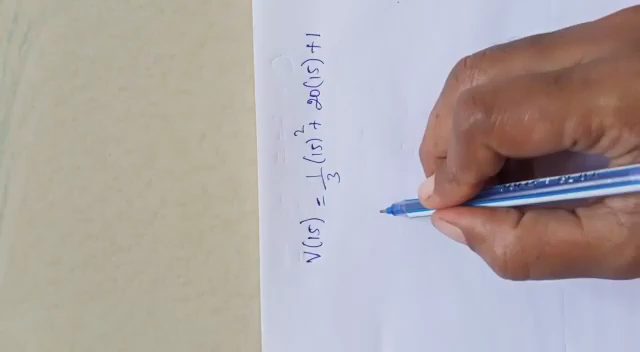 V(15) = 1/3 (15)² + 20(15) + 1